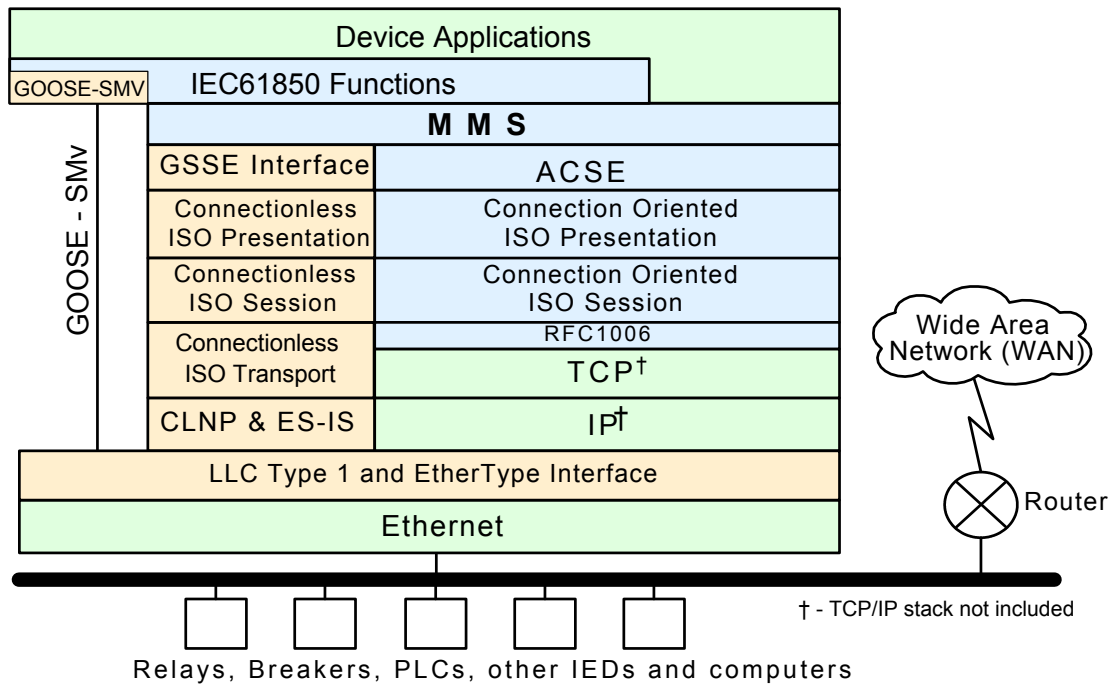 Device Applications
IEC61850 Functions
GOOSE-SMV
M M S
GOOSE - SMv
GSSE Interface
ACSE
Connectionless
ISO Presentation
Connection Oriented
ISO Presentation
Connectionless
ISO Session
Connection Oriented
ISO Session
Connectionless
ISO Transport
RFC1006
TCP†
CLNP & ES-IS
IP†
LLC Type 1 and EtherType Interface
Ethernet
Wide Area
Network (WAN)
Router
† - TCP/IP stack not included
Relays, Breakers, PLCs, other IEDs and computers